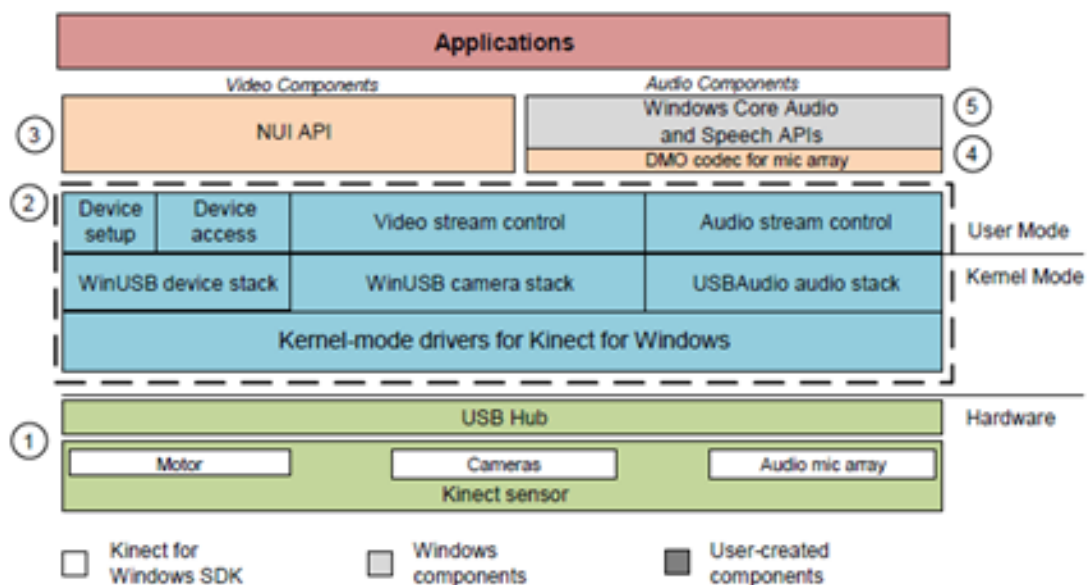 Applications
Video Components
Audio Components
3
NUI API
Windows Core Audio
and Speech APIs
5
DMO codec for mic array
4
2
Device
setup
Device
access
Video stream control
Audio stream control
User Mode
WinUSB device stack
WinUSB camera stack
USBAudio audio stack
Kernel Mode
Kernel-mode drivers for Kinect for Windows
USB Hub
Hardware
1
Motor
Cameras
Audio mic array
Kinect sensor
Kinect for
Windows SDK
Windows
components
User-created
components